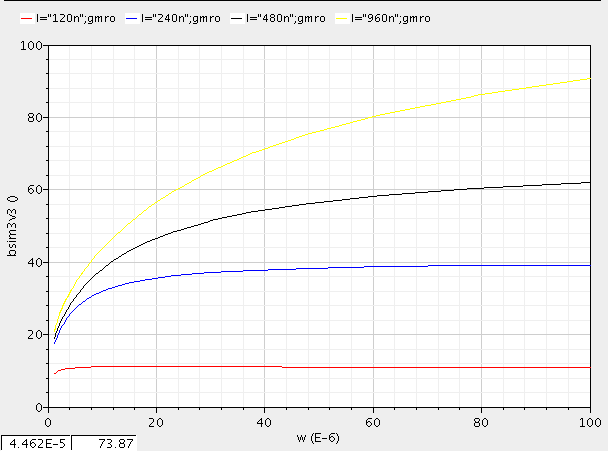 l="120n";gmro l="240n";gmro l="480n";gmro l="960n";gmro
100
80
60
40
20
0
bsim3v3 0
0 20 40 60 80 100
w (E-6)
4.462E-5 73.87